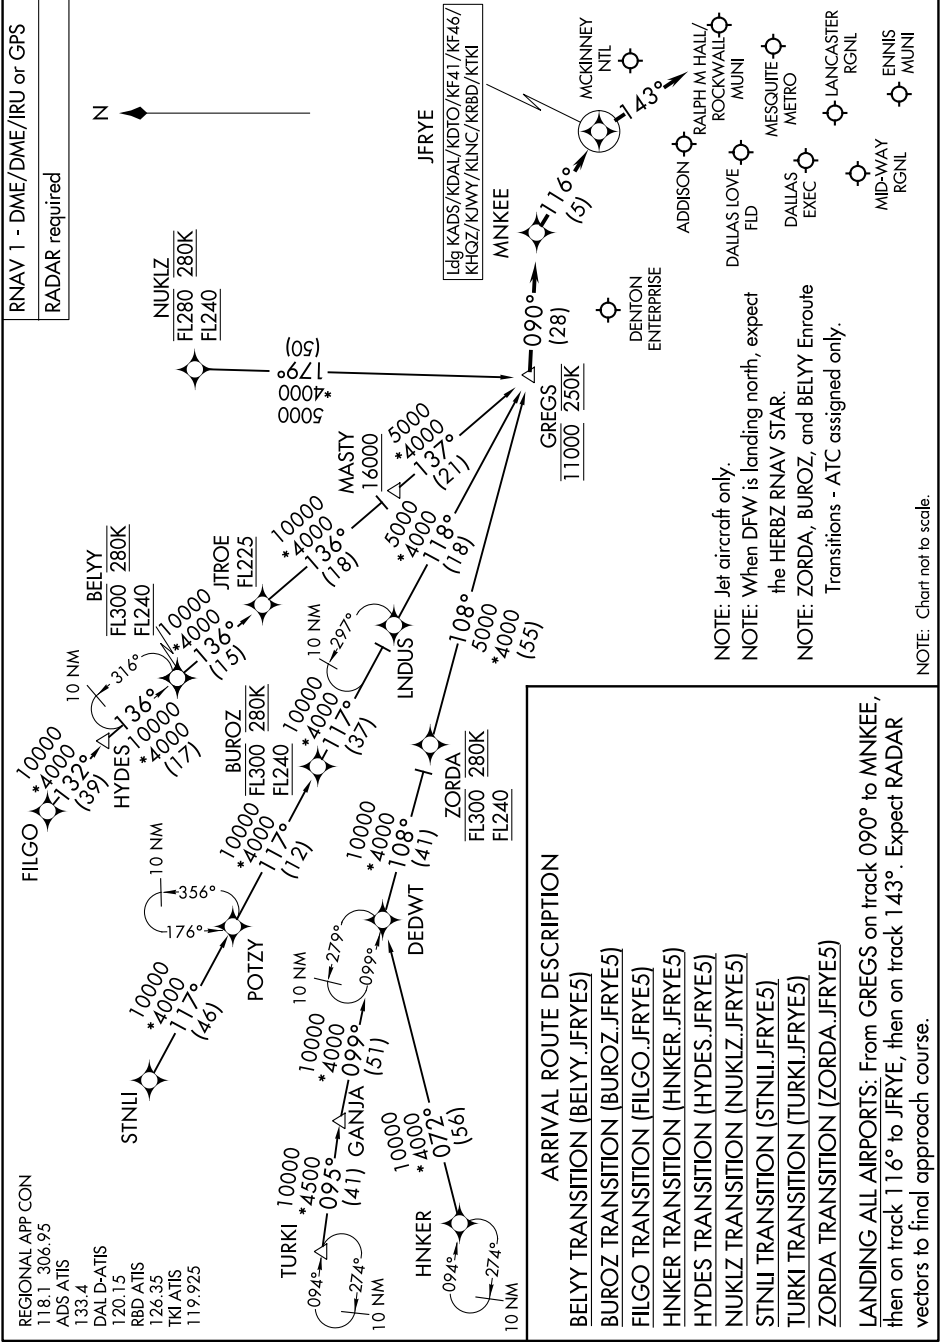 RNAV 1 - DME/DME/IRU or GPS
RADAR required
REGIONAL APP CON
118.1 306.95
ADS ATIS
133.4
DAL D-ATIS
120.15
RBD ATIS
126.35
TKI ATIS
119.925
N
NUKLZ
FL280 280K
FL240
5000
*4000
179°
(50)
JFRYE
Ldg KADS/KDAL/KDTO/KF41/KF46/
KHQZ/KJWY/KLNC/KRBD/KTKI
MCKINNEY
NTL
143°
MNKEE
116°
(5)
090°
(28)
GREGS
11000 250K
DENTON
ENTERPRISE
ADDISON
RALPH M HALL/
ROCKWALL
MUNI
DALLAS LOVE
FLD
MESQUITE
METRO
DALLAS
EXEC
LANCASTER
RGNL
MID-WAY
RGNL
ENNIS
MUNI
FILGO
10000
*4000
132°
(39)
HYDES
136°
10000
*4000
(17)
10 NM
316°
BELYY
FL300 280K
FL240
10000
*4000
136°
(15)
JTROE
FL225
10000
*4000
136°
(18)
MASTY
16000
5000
*4000
137°
(21)
STNLI
10000
*4000
117°
(46)
POTZY
10 NM
356°
176°
10000
*4000
117°
(12)
BUROZ
FL300 280K
FL240
10000
*4000
117°
(37)
10 NM
297°
LNDUS
5000
*4000
118°
(18)
TURKI
094°
274°
10 NM
10000
*4500
095°
(41)
GANJA
10000
*4000
099°
(51)
10 NM
279°
099°
DEDWT
HNKER
094°
274°
10 NM
10000
*4000
072°
(56)
10000
*4000
108°
(41)
ZORDA
FL300 280K
FL240
108°
5000
*4000
(55)
NOTE: Jet aircraft only.
NOTE: When DFW is landing north, expect
the HERBZ RNAV STAR.
NOTE: ZORDA, BUROZ, and BELYY Enroute
Transitions - ATC assigned only.
NOTE: Chart not to scale.
ARRIVAL ROUTE DESCRIPTION
BELYY TRANSITION (BELYY.JFRYE5)
BUROZ TRANSITION (BUROZ.JFRYE5)
FILGO TRANSITION (FILGO.JFRYE5)
HNKER TRANSITION (HNKER.JFRYE5)
HYDES TRANSITION (HYDES.JFRYE5)
NUKLZ TRANSITION (NUKLZ.JFRYE5)
STNLI TRANSITION (STNLI.JFRYE5)
TURKI TRANSITION (TURKI.JFRYE5)
ZORDA TRANSITION (ZORDA.JFRYE5)
LANDING ALL AIRPORTS: From GREGS on track 090° to MNKEE,
then on track 116° to JFRYE, then on track 143°. Expect RADAR
vectors to final approach course.